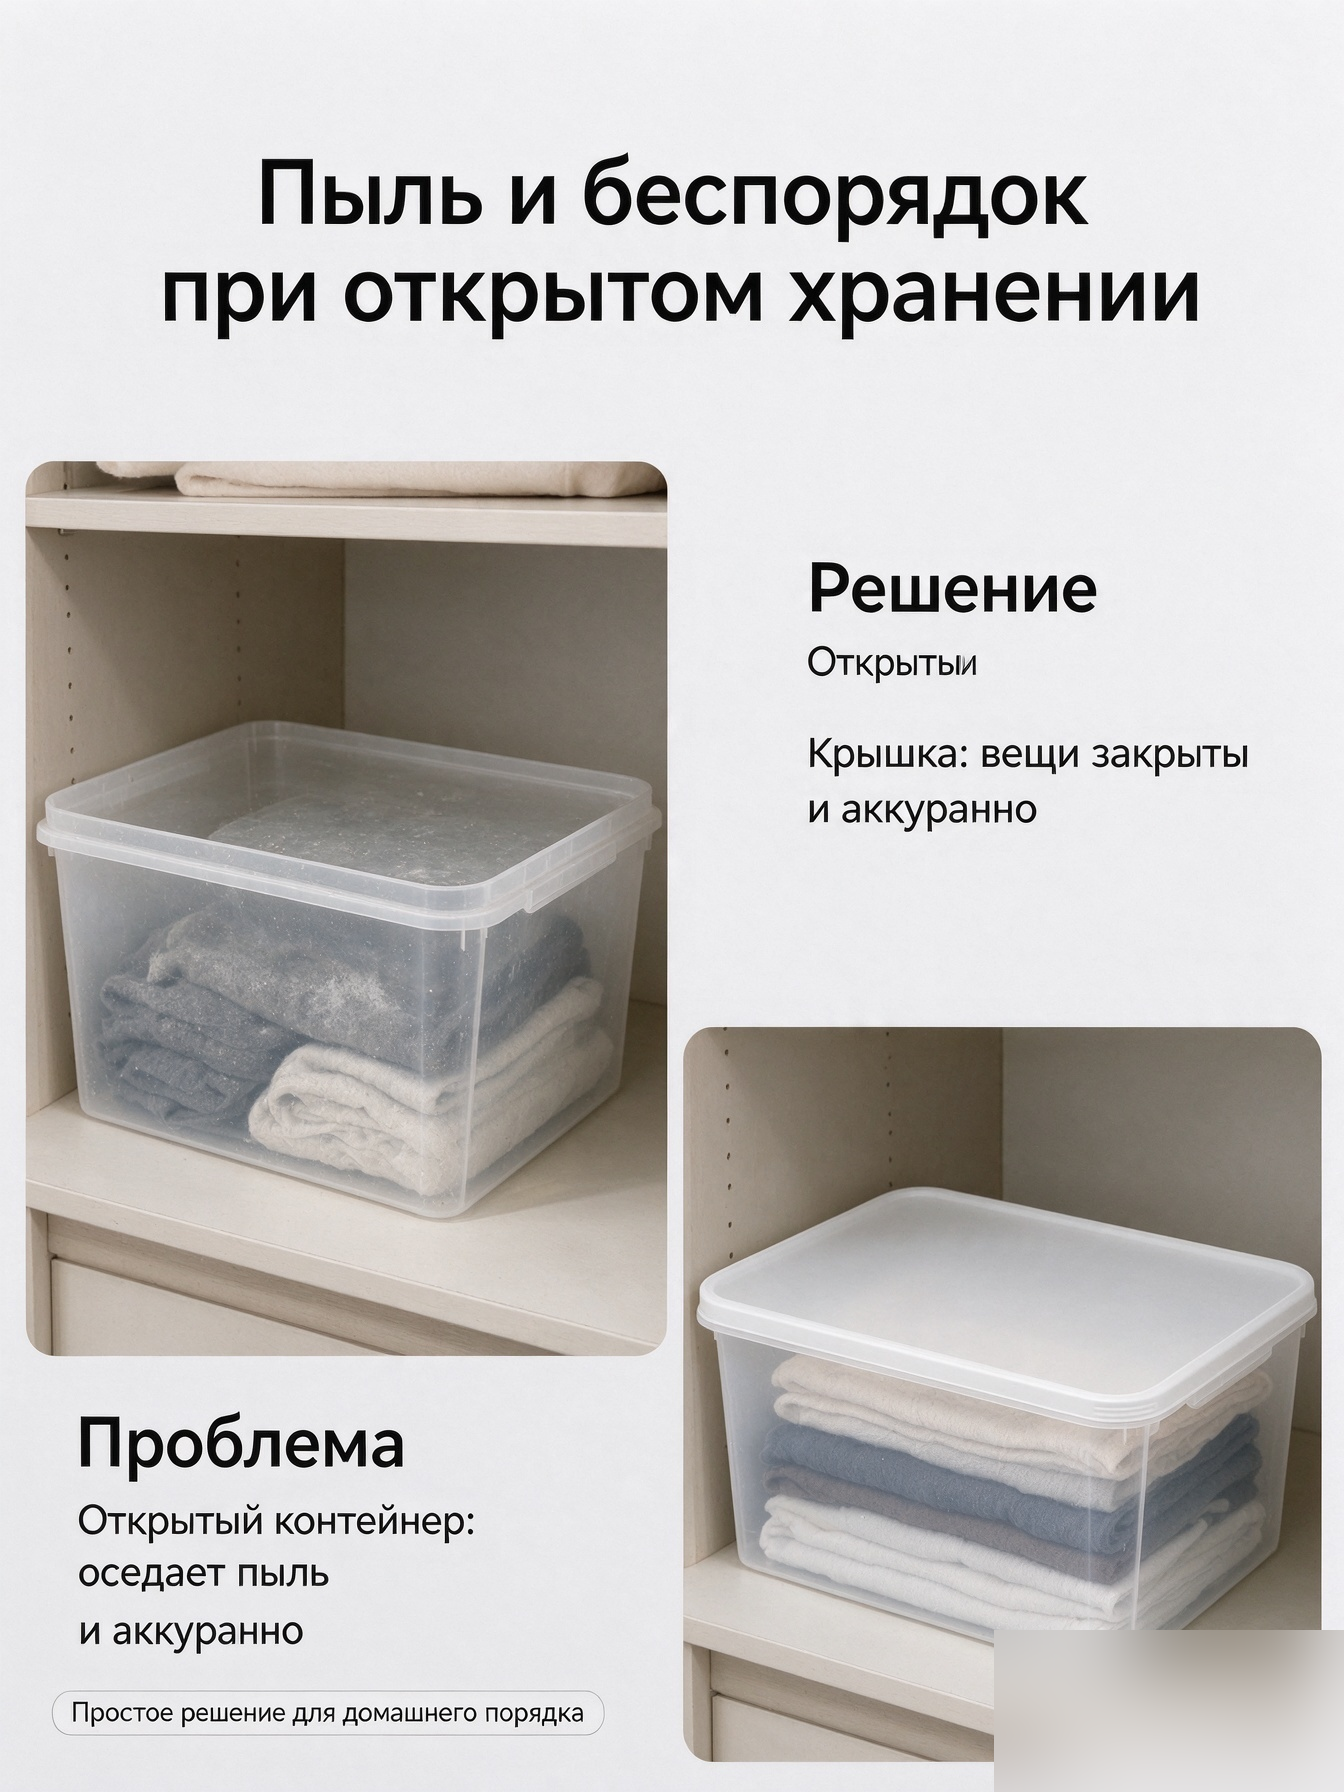 Пыль и беспорядок
при открытом хранении
Решение
Открыты
Крышка: вещи закрыты
и аккуранно
Проблема
Открытый контейнер:
оседает пыль
и аккуранно
Простое решение для домашнего порядка